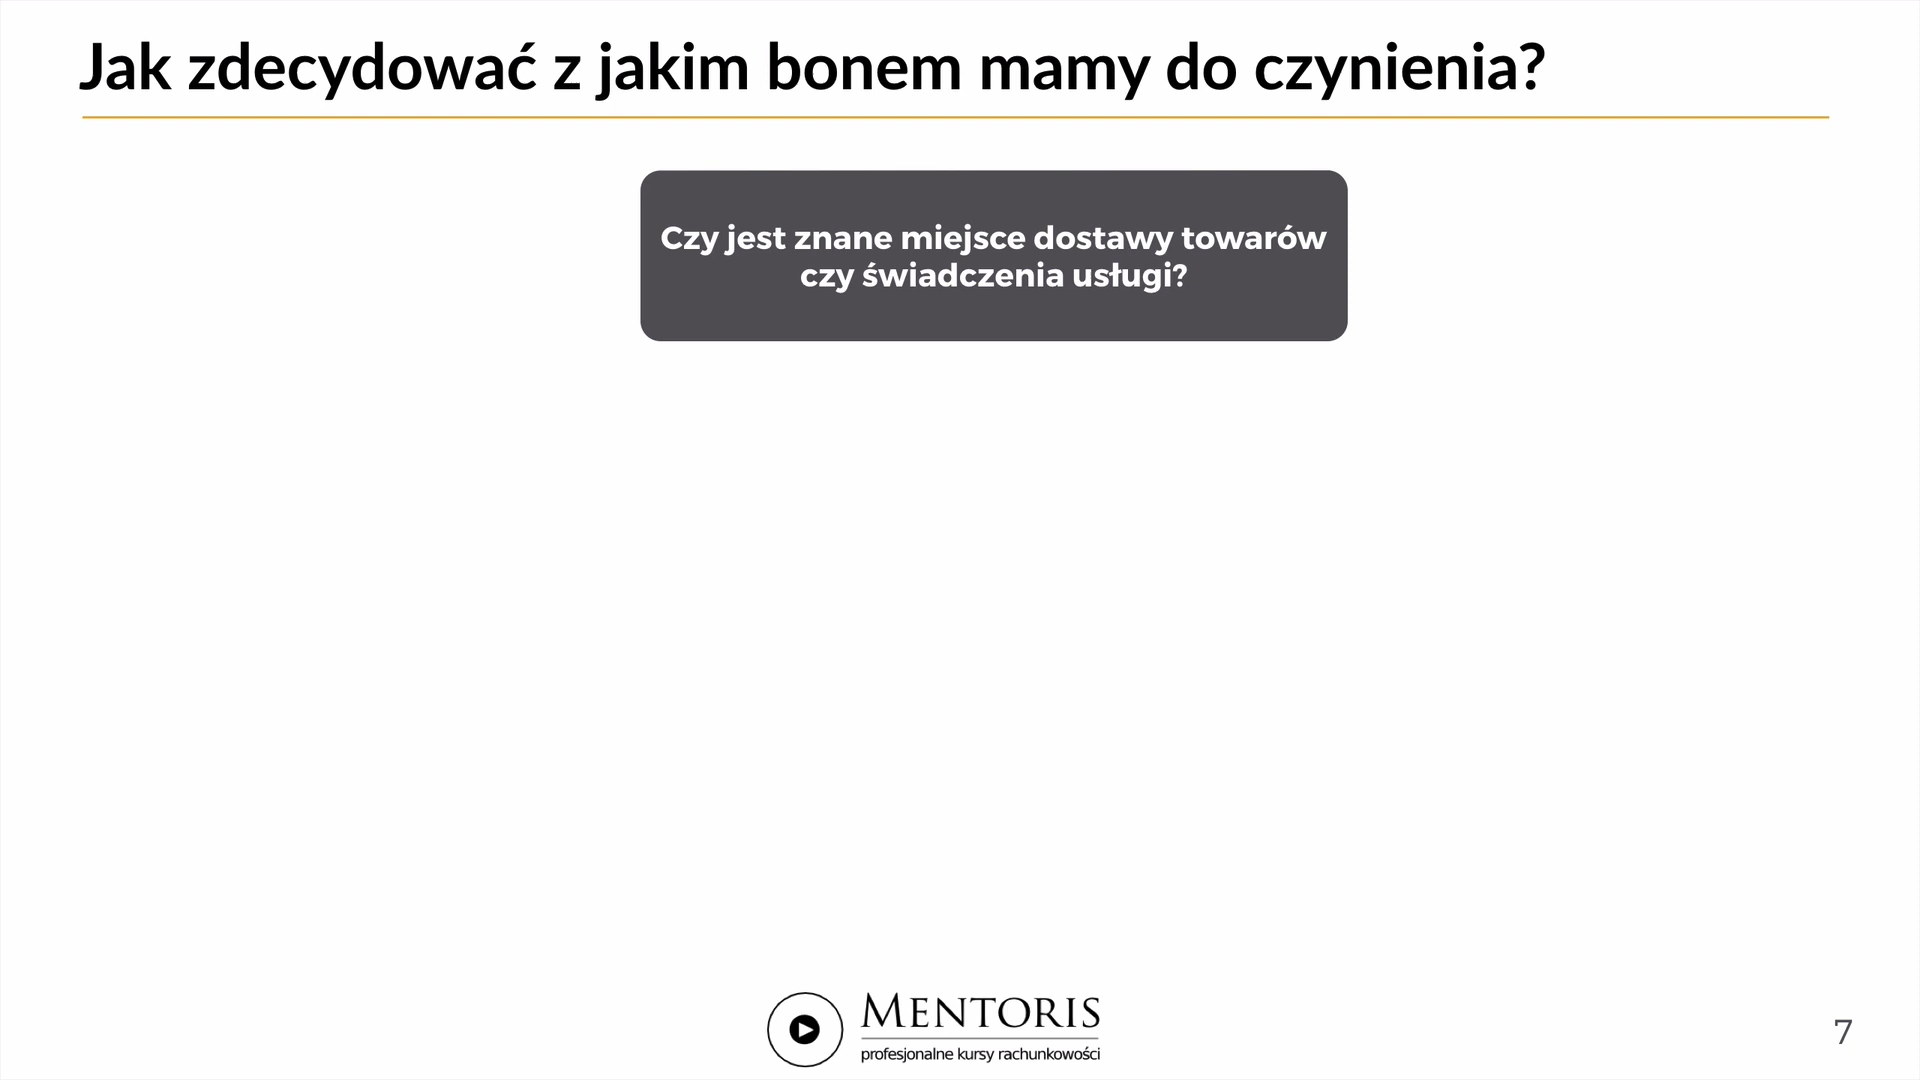 Jak zdecydować z jakim bonem mamy do czynienia?
Czy jest znane miejsce dostawy towarów
czy świadczenia usługi?
MENTORIS
profesjonalne kursy rachunkowości
7